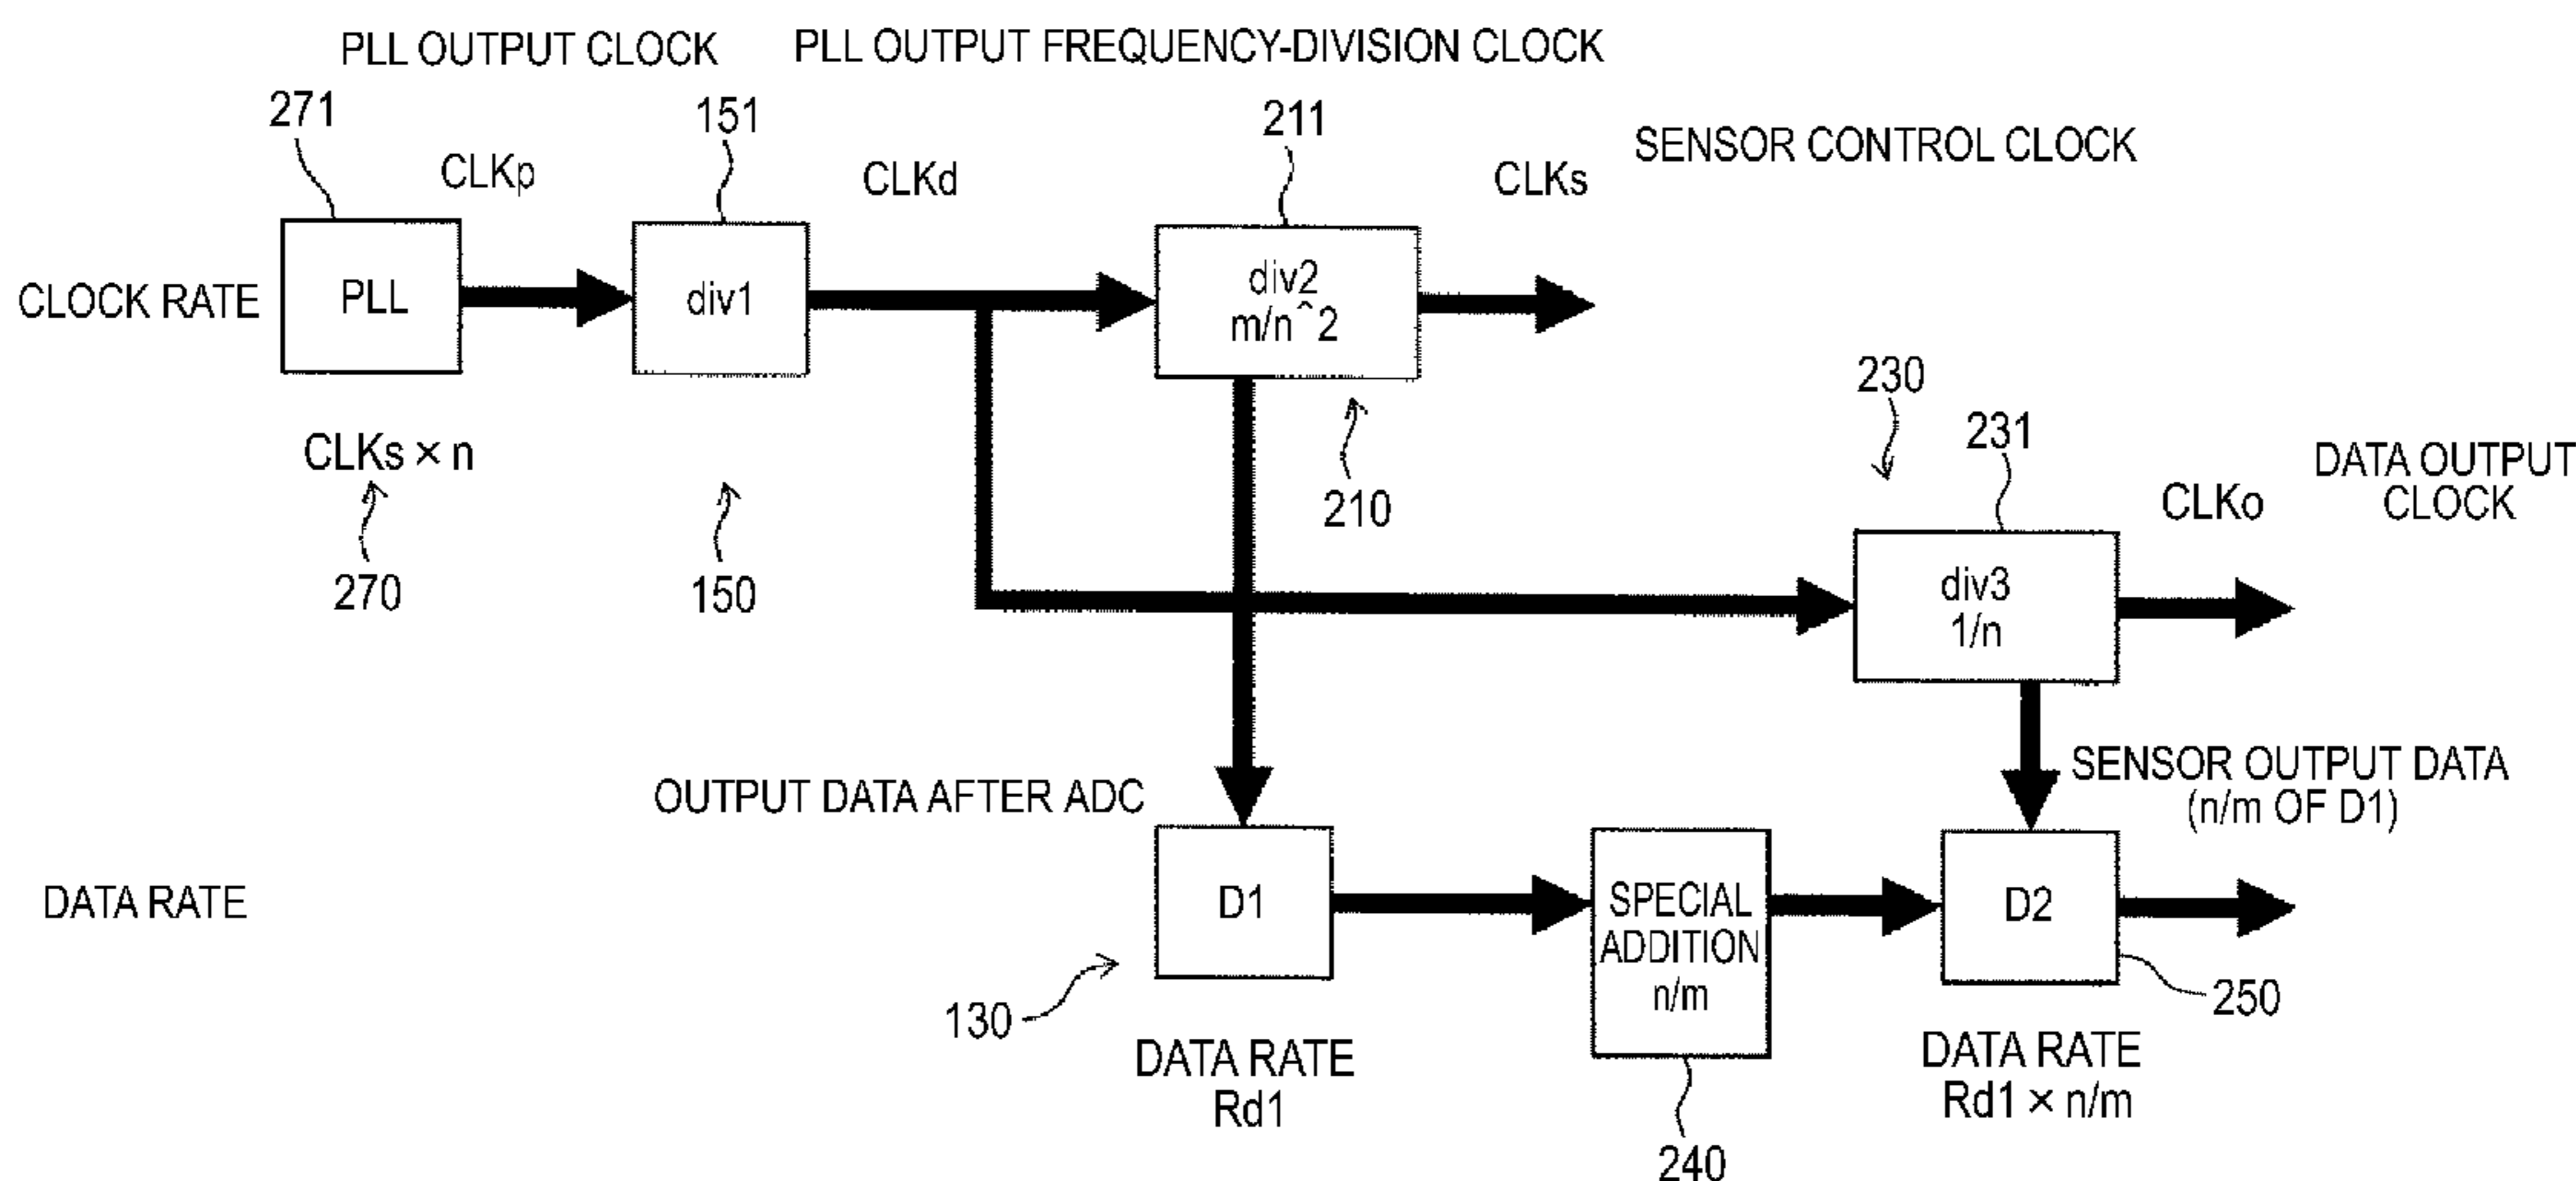 PLL OUTPUT CLOCK
PLL OUTPUT FREQUENCY-DIVISION CLOCK
271
151
211
SENSOR CONTROL CLOCK
CLKp
CLKd
CLKs
CLOCK RATE
PLL
div1
div2
m/n^2
230
231
CLKs × n
DATA OUTPUT
CLOCK
CLKo
210
270
150
div3
1/n
OUTPUT DATA AFTER ADC
SENSOR OUTPUT DATA
(n/m OF D1)
DATA RATE
D1
SPECIAL
ADDITION
n/m
D2
130
250
DATA RATE
Rd1
DATA RATE
Rd1 × n/m
240